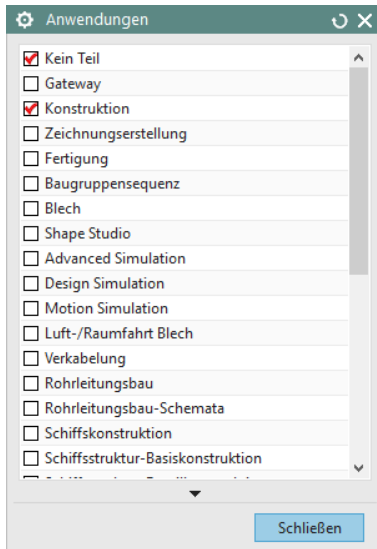 Anwendungen
Kein Teil
Gateway
Konstruktion
Zeichnungserstellung
Fertigung
Baugruppensequenz
Blech
Shape Studio
Advanced Simulation
Design Simulation
Motion Simulation
Luft-/Raumfahrt Blech
Verkabelung
Rohrleitungsbau
Rohrleitungsbau-Schemata
Schiffskonstruktion
Schiffsstruktur-Basiskonstruktion
Schließen